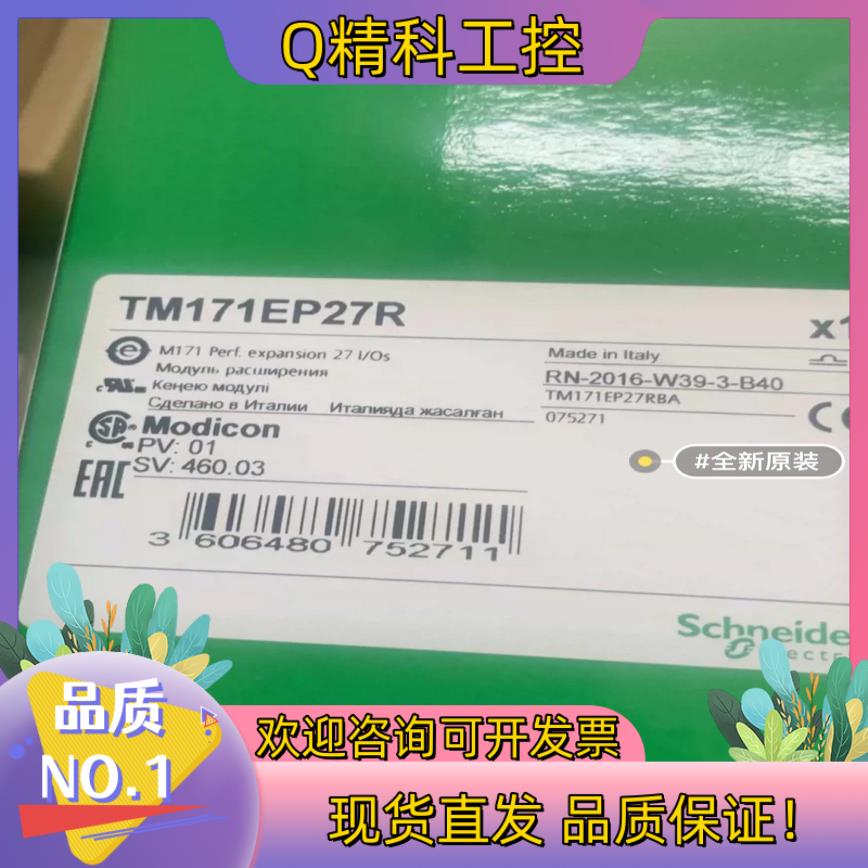 Q精科工控
TM171EP27R
x1
M171 Perf. expansion 27 I/Os
Модуль расширения
Кеңею модулі
Сделано в Италии Италияда жасалған
Made in Italy
RN-2016-W39-3-B40
TM171EP27RBA
075271
Modicon
PV: 01
SV: 460.03
EAC
CE
#全新原装
3 606480 752711
Schneide
Electr
品质
NO.1
欢迎咨询可开发票
现货直发 品质保证！